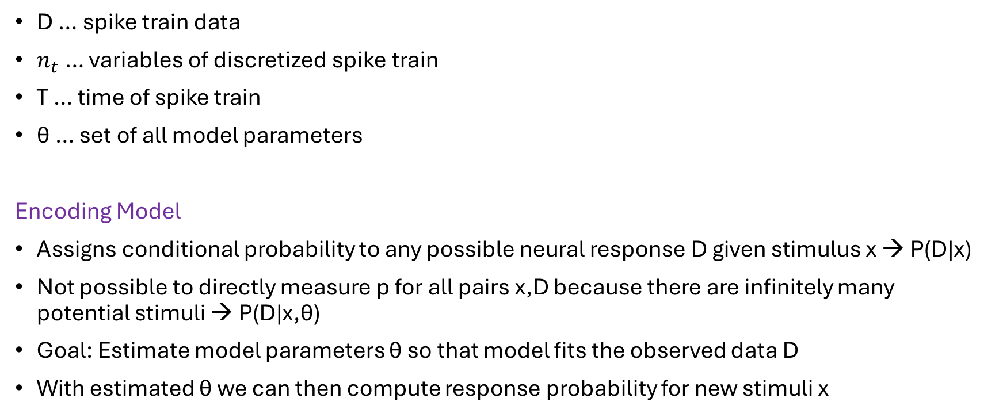 • D … spike train data
• nₜ … variables of discretized spike train
• T … time of spike train
• θ … set of all model parameters
Encoding Model
• Assigns conditional probability to any possible neural response D given stimulus x → P(D|x)
• Not possible to directly measure p for all pairs x,D because there are infinitely many
potential stimuli → P(D|x,θ)
• Goal: Estimate model parameters θ so that model fits the observed data D
• With estimated θ we can then compute response probability for new stimuli x